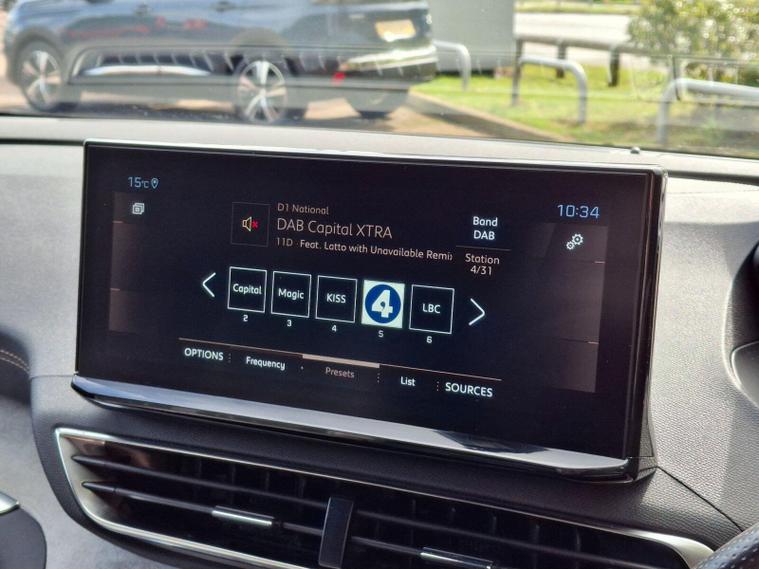 15°C
10:34
D1 National
DAB Capital XTRA
11D · Feat. Latto with Unavailable Remi
Band
DAB
Station
4/31
Capital
Magic
KISS
4
LBC
2
3
4
5
6
OPTIONS
Frequency
Presets
List
SOURCES